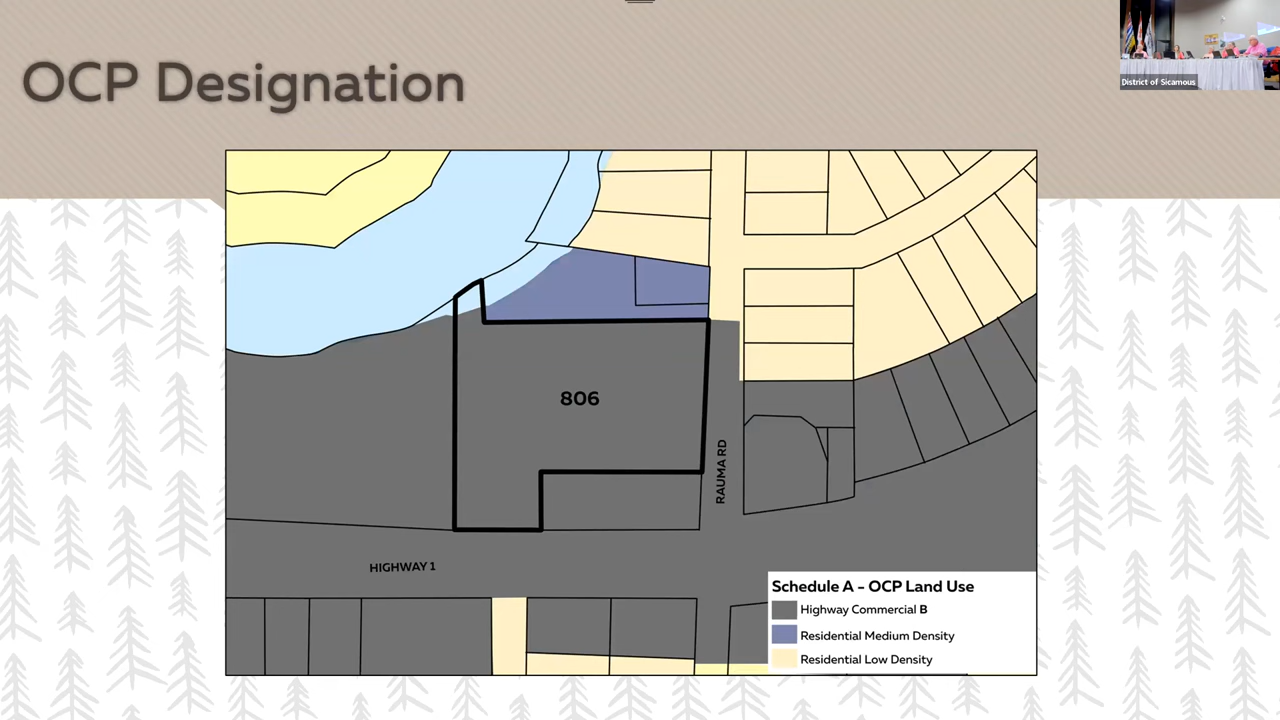 OCP Designation
District of Sicamous
806
RAUMA RD
HIGHWAY 1
Schedule A - OCP Land Use
Highway Commercial B
Residential Medium Density
Residential Low Density